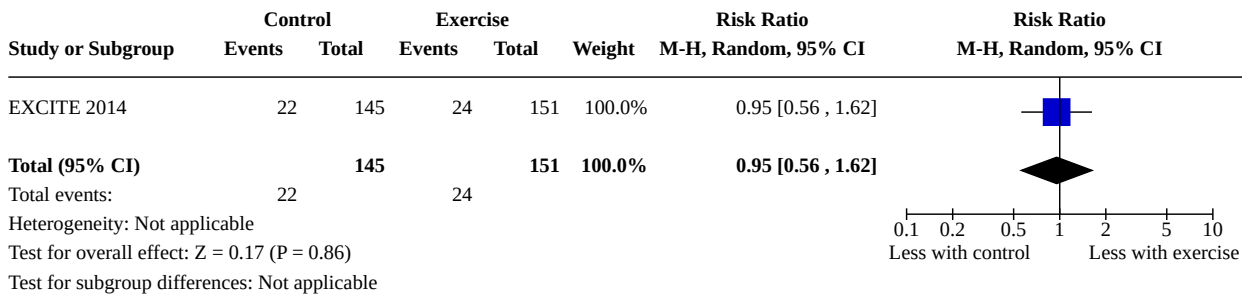 Control Exercise Risk Ratio Risk Ratio
Study or Subgroup Events Total Events Total Weight M-H, Random, 95% CI M-H, Random, 95% CI
EXCITE 2014 22 145 24 151 100.0% 0.95 [0.56 , 1.62]
Total (95% CI) 145 151 100.0% 0.95 [0.56 , 1.62]
Total events: 22 24
Heterogeneity: Not applicable
0.1 0.2 0.5 1 2 5 10
Test for overall effect: Z = 0.17 (P = 0.86) Less with control Less with exercise
Test for subgroup differences: Not applicable